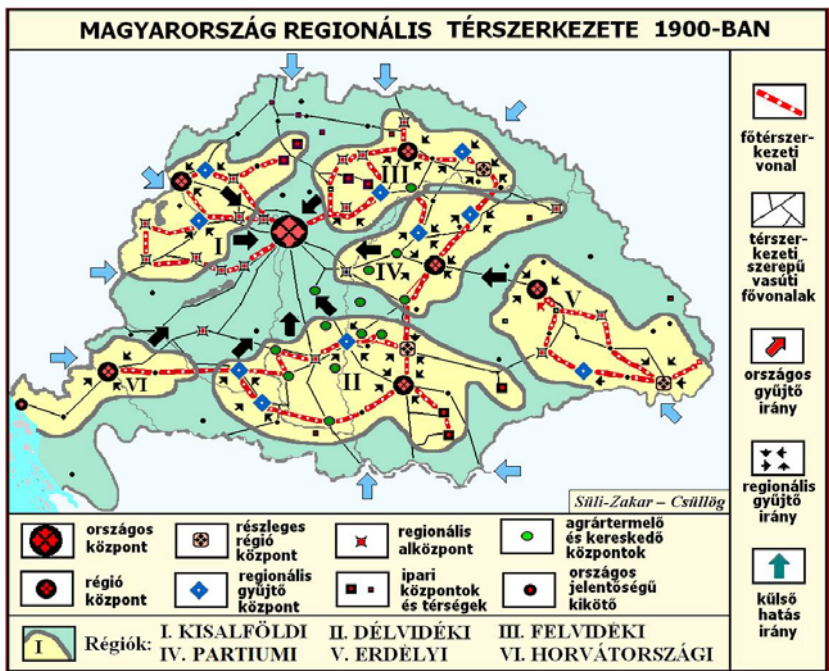 MAGYARORSZÁG REGIONÁLIS TÉRSZERKEZETE 1900-BAN
I
II
III
IV.
V
VI
Süli-Zakar – Csüllög
főtérszer-
kezeti
vonal
térszer-
kezeti
szerepű
vasúti
fővonalak
országos
gyűjtő
irány
regionális
gyűjtő
irány
külső
hatás
irány
országos
központ
részleges
régió
központ
regionális
alközpont
agrártermelő
és kereskedő
központok
régió
központ
regionális
gyűjtő
központ
ipari
központok
és térségek
országos
jelentőségű
kikötő
I
Régiók:
I. KISALFÖLDI II. DÉLVIDÉKI III. FELVIDÉKI
IV. PARTIUMI V. ERDÉLYI VI. HORVÁTORSZÁGI